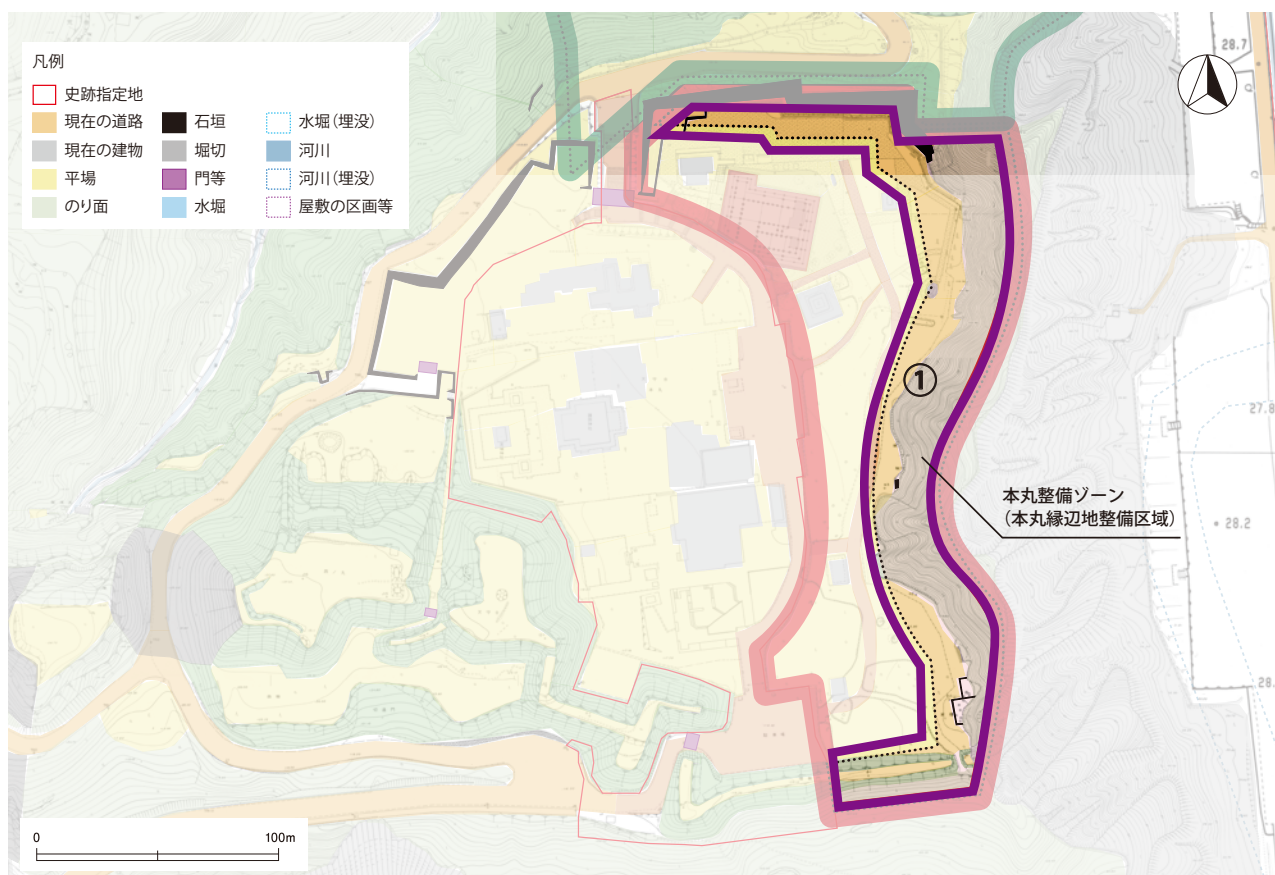 凡例
史跡指定地
現在の道路
現在の建物
平場
のり面
石垣
堀切
門等
水堀
水堀（埋没）
河川
河川（埋没）
屋敷の区画等
28.7
①
27.8
本丸整備ゾーン
（本丸縁辺地整備区域）
28.2
28.
0
100m